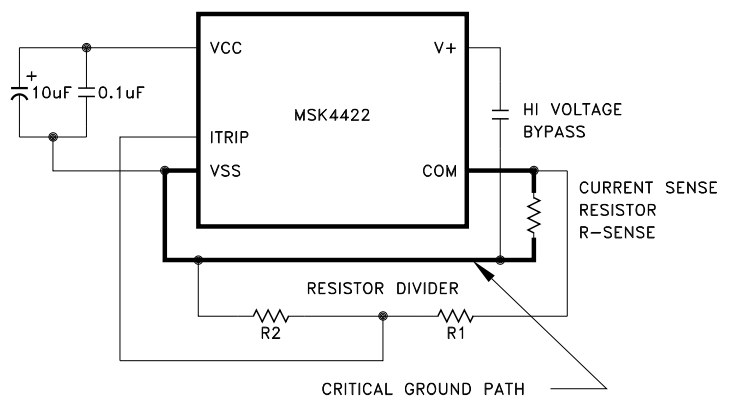 VCC
V+
+
10uF
0.1uF
MSK4422
HI VOLTAGE
BYPASS
ITRIP
VSS
COM
CURRENT SENSE
RESISTOR
R-SENSE
RESISTOR DIVIDER
R2
R1
CRITICAL GROUND PATH